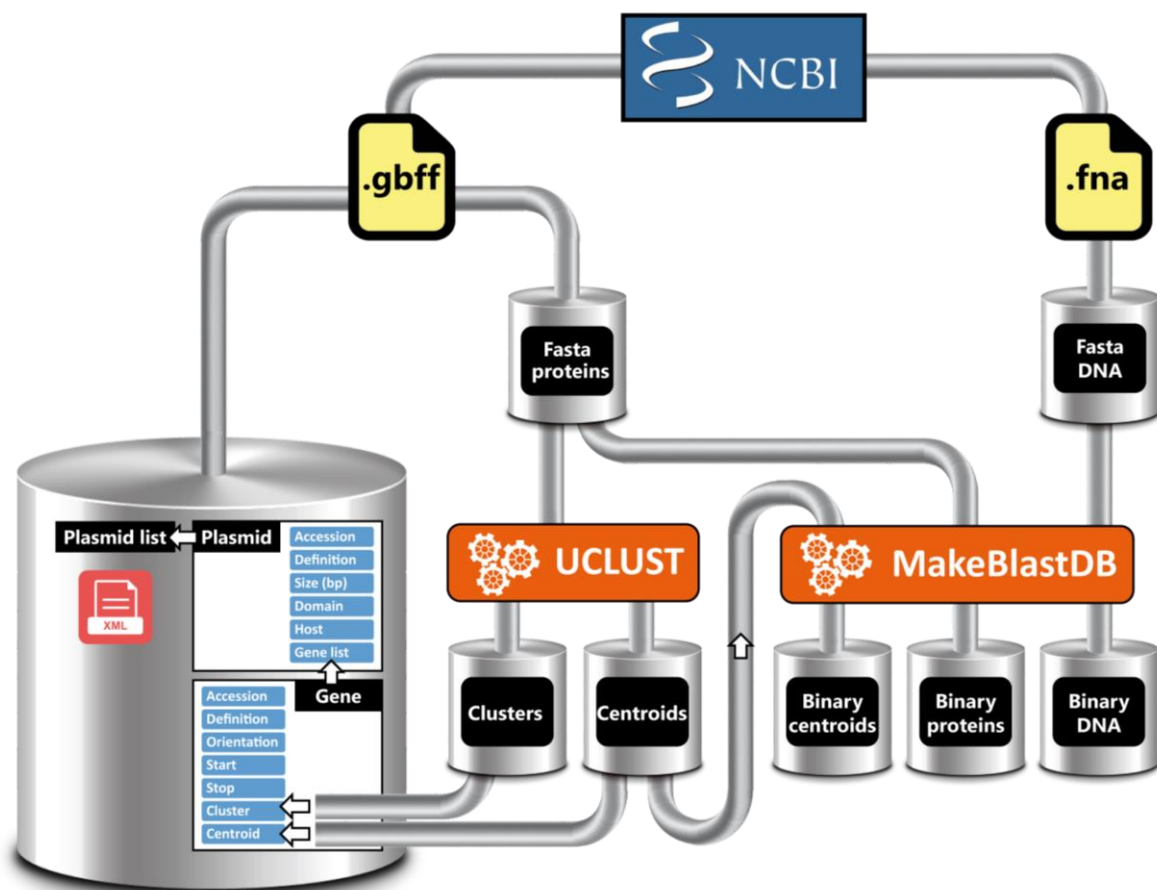 NCBI
.gbff
.fna
Fasta
proteins
Fasta
DNA
Plasmid list
Plasmid
Accession
Definition
Size (bp)
Domain
Host
Gene list
XML
Gene
Accession
Definition
Orientation
Start
Stop
Cluster
Centroid
UCLUST
MakeBlastDB
Clusters
Centroids
Binary
centroids
Binary
proteins
Binary
DNA